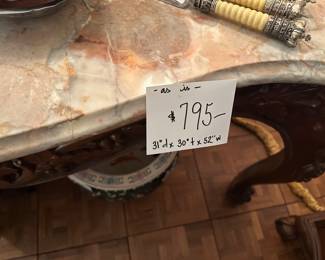 - as is -
$795-
31"d x 30"t x 52"w